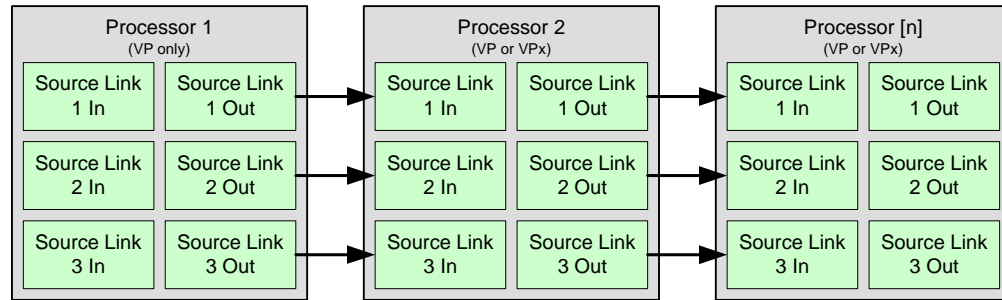 Processor 1
(VP only)
Source Link
1 In
Source Link
1 Out
Source Link
2 In
Source Link
2 Out
Source Link
3 In
Source Link
3 Out
Processor 2
(VP or VPx)
Source Link
1 In
Source Link
1 Out
Source Link
2 In
Source Link
2 Out
Source Link
3 In
Source Link
3 Out
Processor [n]
(VP or VPx)
Source Link
1 In
Source Link
1 Out
Source Link
2 In
Source Link
2 Out
Source Link
3 In
Source Link
3 Out